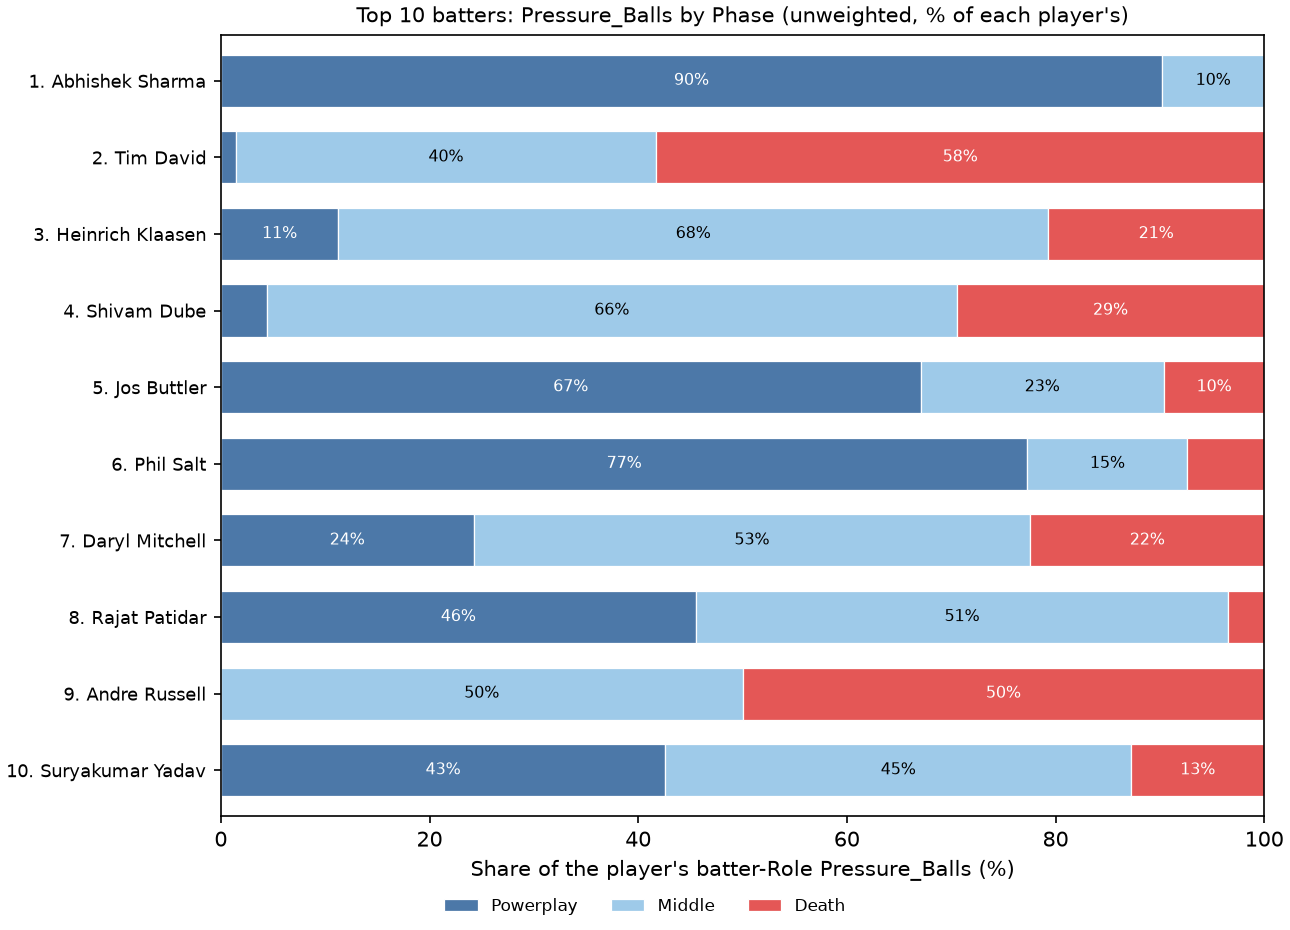 Top 10 batters: Pressure_Balls by Phase (unweighted, % of each player's)
1. Abhishek Sharma 90% 10%
2. Tim David 40% 58%
3. Heinrich Klaasen 11% 68% 21%
4. Shivam Dube 66% 29%
5. Jos Buttler 67% 23% 10%
6. Phil Salt 77% 15%
7. Daryl Mitchell 24% 53% 22%
8. Rajat Patidar 46% 51%
9. Andre Russell 50% 50%
10. Suryakumar Yadav 43% 45% 13%
0 20 40 60 80 100
Share of the player's batter-Role Pressure_Balls (%)
Powerplay Middle Death